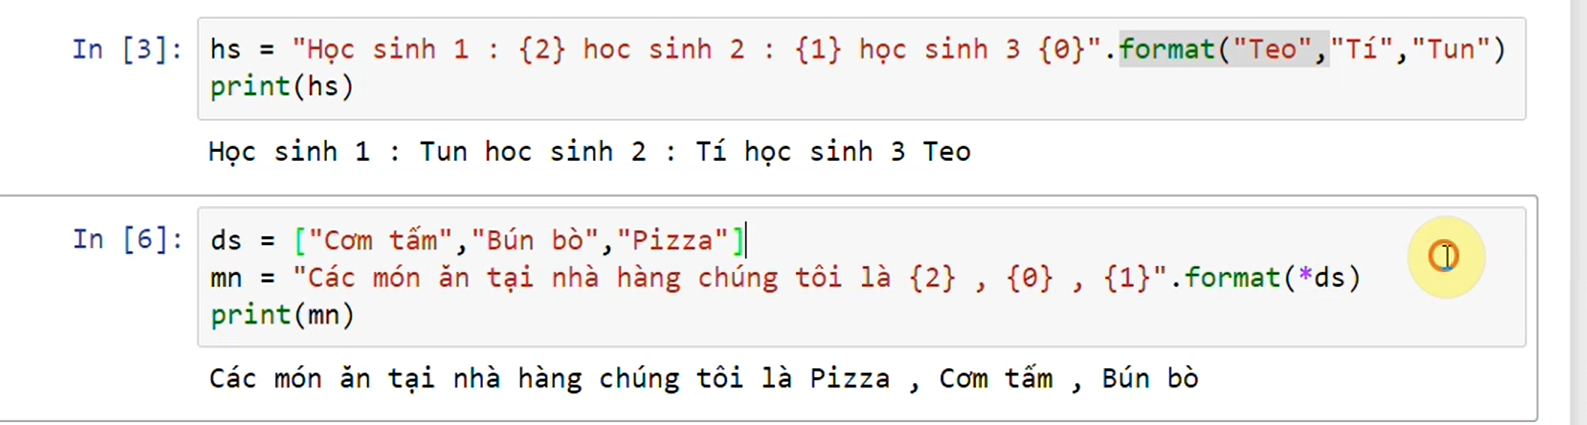 In [3]: hs = "Học sinh 1 : {2} hoc sinh 2 : {1} học sinh 3 {0}".format("Teo","Tí","Tun")
print(hs)
Học sinh 1 : Tun hoc sinh 2 : Tí học sinh 3 Teo
In [6]: ds = ["Cơm tấm","Bún bò","Pizza"]
mn = "Các món ăn tại nhà hàng chúng tôi là {2} , {0} , {1}".format(*ds)
print(mn)
Các món ăn tại nhà hàng chúng tôi là Pizza , Cơm tấm , Bún bò